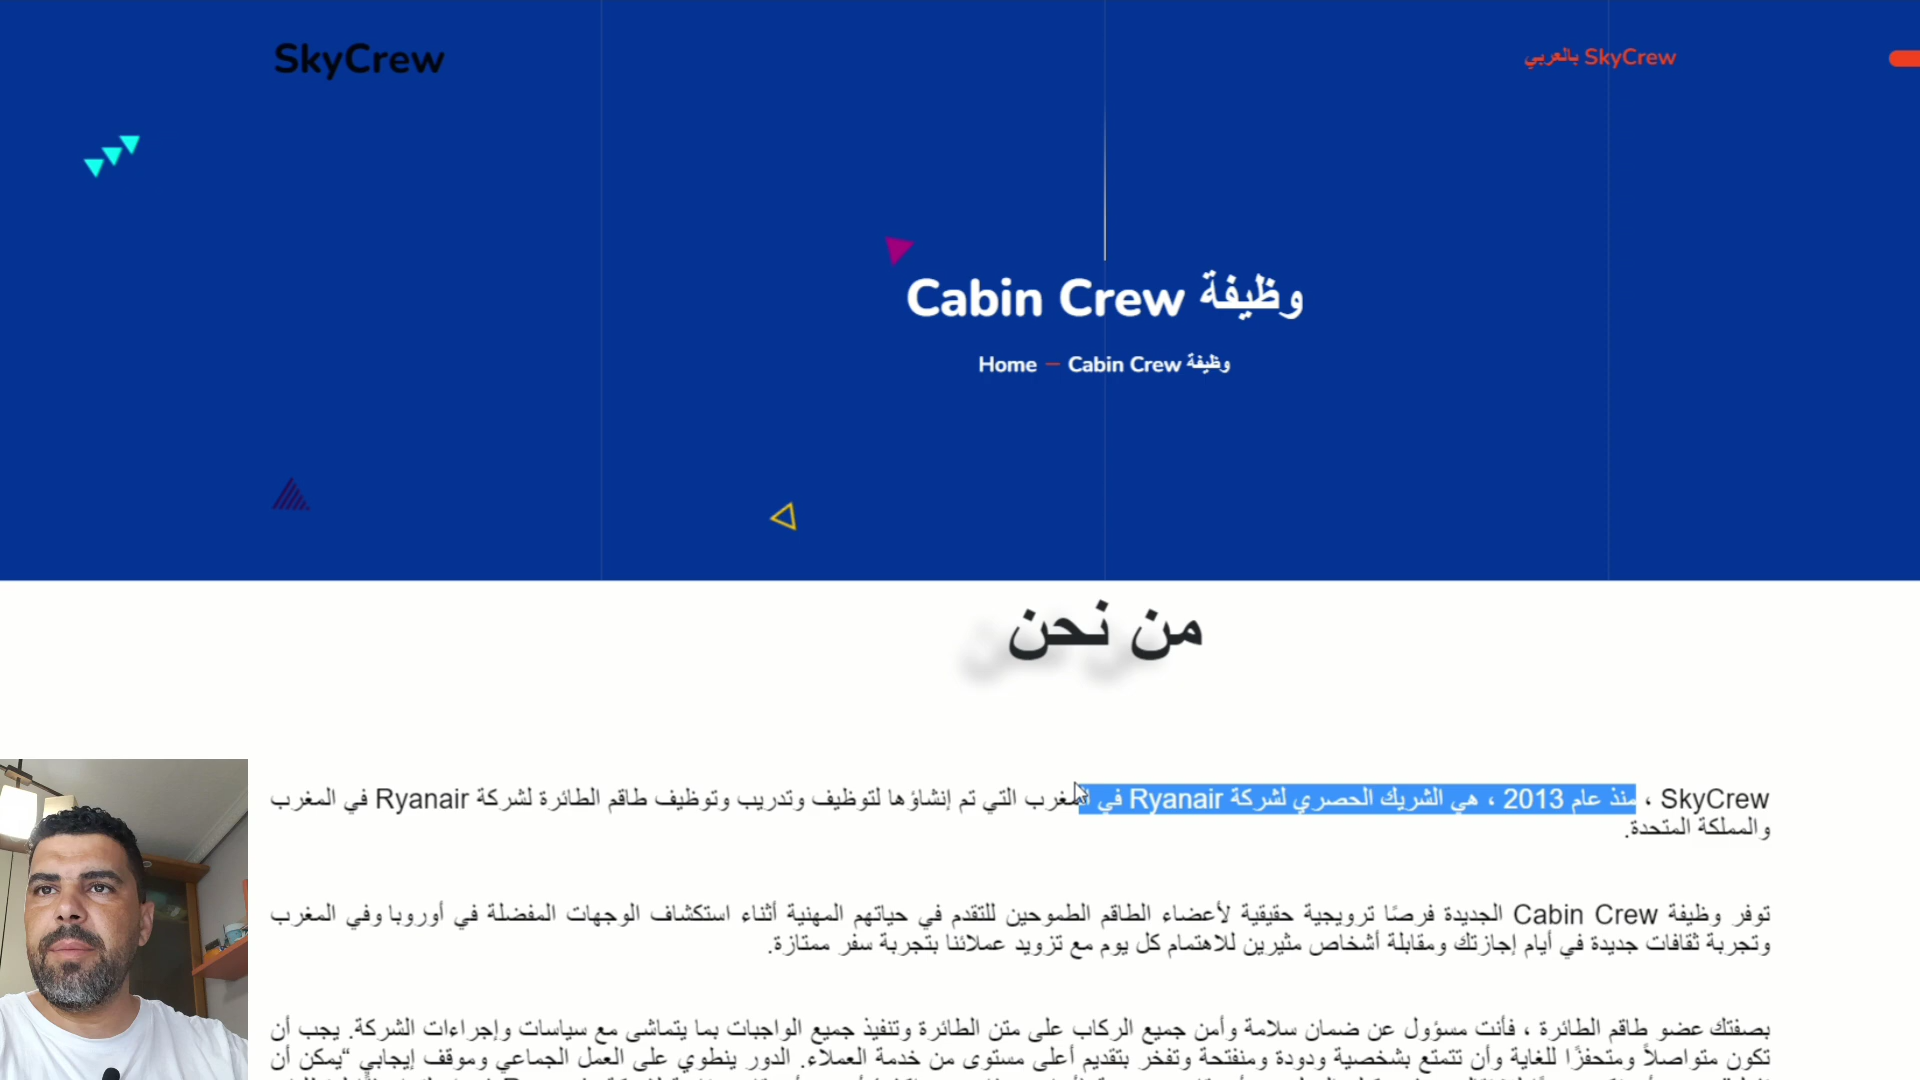 SkyCrew
SkyCrew بالعربي
وظيفة Cabin Crew
Home – Cabin Crew وظيفة
من نحن
SkyCrew ، منذ عام 2013 ، هي الشريك الحصري لشركة Ryanair في المغرب التي تم إنشاؤها لتوظيف وتدريب وتوظيف طاقم الطائرة لشركة Ryanair في المغرب
والمملكة المتحدة.
توفر وظيفة Cabin Crew الجديدة فرصًا ترويجية حقيقية لأعضاء الطاقم الطموحين للتقدم في حياتهم المهنية أثناء استكشاف الوجهات المفضلة في أوروبا وفي المغرب
وتجربة ثقافات جديدة في أيام إجازتك ومقابلة أشخاص مثيرين للاهتمام كل يوم مع تزويد عملائنا بتجربة سفر ممتازة.
بصفتك عضو طاقم الطائرة ، فأنت مسؤول عن ضمان سلامة وأمن جميع الركاب على متن الطائرة وتنفيذ جميع الواجبات بما يتماشى مع سياسات وإجراءات الشركة. يجب أن
تكون متواصلاً ومتحفزًا للغاية وأن تتمتع بشخصية ودودة ومنفتحة وتفخر بتقديم أعلى مستوى من خدمة العملاء. الدور ينطوي على العمل الجماعي وموقف إيجابي “يمكن أن